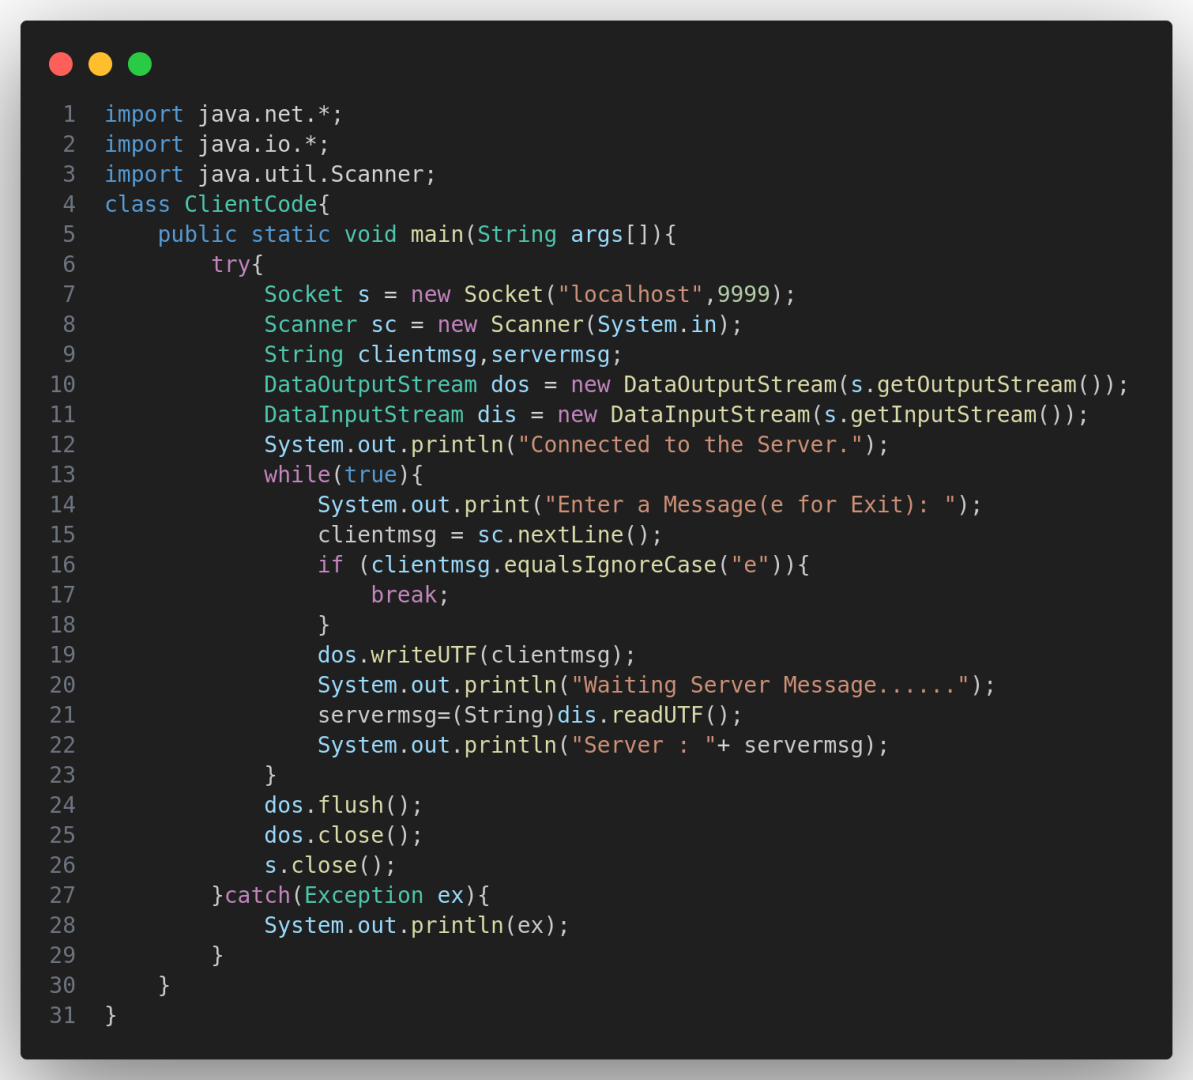 1 import java.net.*;
2 import java.io.*;
3 import java.util.Scanner;
4 class ClientCode{
5     public static void main(String args[]){
6         try{
7             Socket s = new Socket("localhost",9999);
8             Scanner sc = new Scanner(System.in);
9             String clientmsg,servermsg;
10             DataOutputStream dos = new DataOutputStream(s.getOutputStream());
11             DataInputStream dis = new DataInputStream(s.getInputStream());
12             System.out.println("Connected to the Server.");
13             while(true){
14                 System.out.print("Enter a Message(e for Exit): ");
15                 clientmsg = sc.nextLine();
16                 if (clientmsg.equalsIgnoreCase("e")){
17                     break;
18                 }
19                 dos.writeUTF(clientmsg);
20                 System.out.println("Waiting Server Message......");
21                 servermsg=(String)dis.readUTF();
22                 System.out.println("Server : "+ servermsg);
23             }
24             dos.flush();
25             dos.close();
26             s.close();
27         }catch(Exception ex){
28             System.out.println(ex);
29         }
30     }
31 }